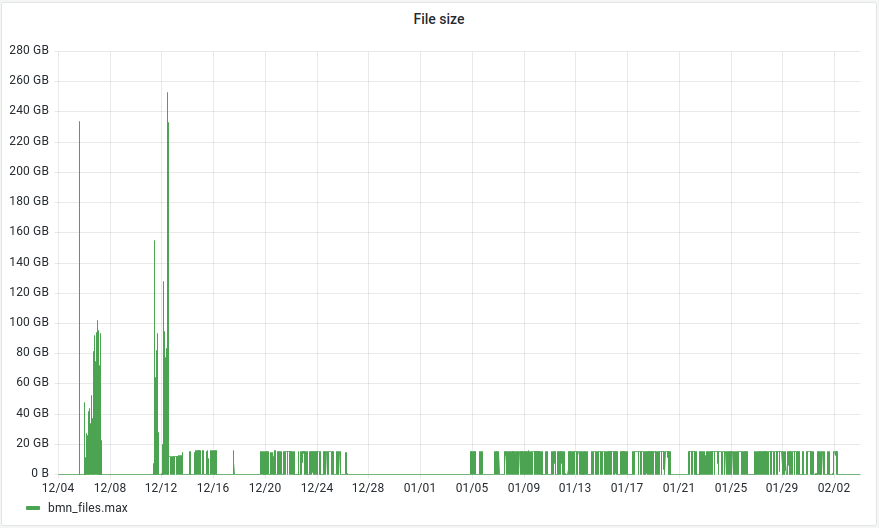 File size
280 GB
260 GB
240 GB
220 GB
200 GB
180 GB
160 GB
140 GB
120 GB
100 GB
80 GB
60 GB
40 GB
20 GB
0 B
12/04 12/08 12/12 12/16 12/20 12/24 12/28 01/01 01/05 01/09 01/13 01/17 01/21 01/25 01/29 02/02
bmn_files.max